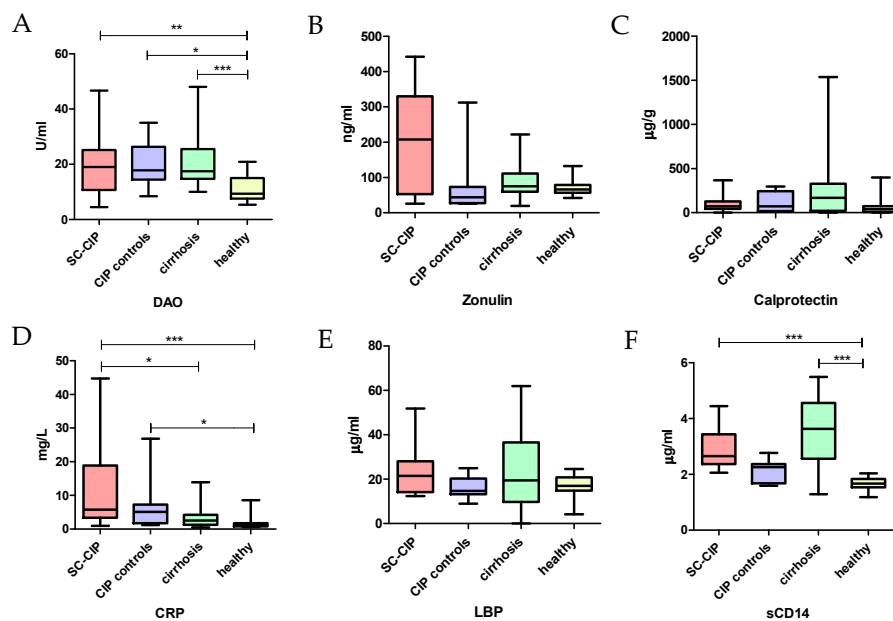 A
**
*
***
60
40
20
0
U/ml
SC-CIP
CIP controls
cirrhosis
healthy
DAO
B
500
400
300
200
100
0
ng/ml
SC-CIP
CIP controls
cirrhosis
healthy
Zonulin
C
2000
1500
1000
500
0
µg/g
SC-CIP
CIP controls
cirrhosis
healthy
Calprotectin
D
***
*
*
50
40
30
20
10
0
mg/L
SC-CIP
CIP controls
cirrhosis
healthy
CRP
E
80
60
40
20
0
µg/ml
SC-CIP
CIP controls
cirrhosis
healthy
LBP
F
***
***
6
4
2
0
µg/ml
SC-CIP
CIP controls
cirrhosis
healthy
sCD14